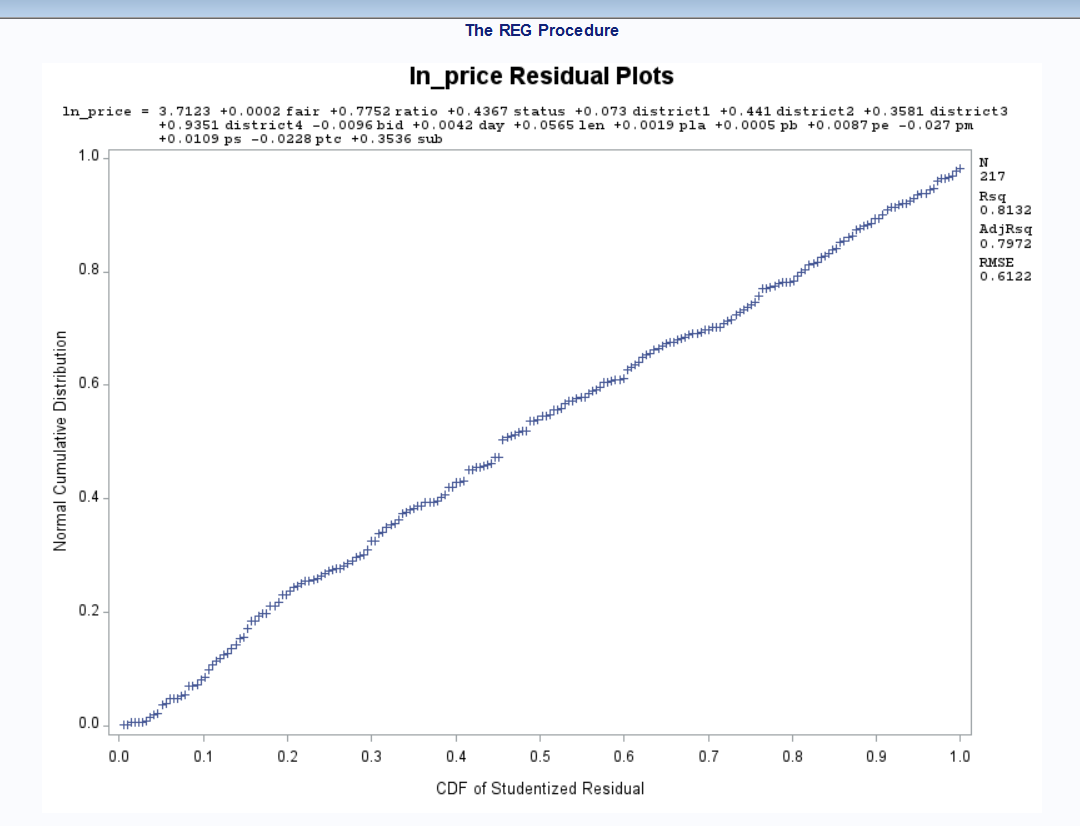 The REG Procedure
ln_price Residual Plots
ln_price = 3.7123 +0.0002 fair +0.7752 ratio +0.4367 status +0.073 district1 +0.441 district2 +0.3581 district3
+0.9351 district4 -0.0096 bid +0.0042 day +0.0565 len +0.0019 pla +0.0005 pb +0.0087 pe -0.027 pm
+0.0109 ps -0.0228 ptc +0.3536 sub
1.0
0.8
0.6
0.4
0.2
0.0
Normal Cumulative Distribution
N
217
Rsq
0.8132
AdjRsq
0.7972
RMSE
0.6122
0.0 0.1 0.2 0.3 0.4 0.5 0.6 0.7 0.8 0.9 1.0
CDF of Studentized Residual